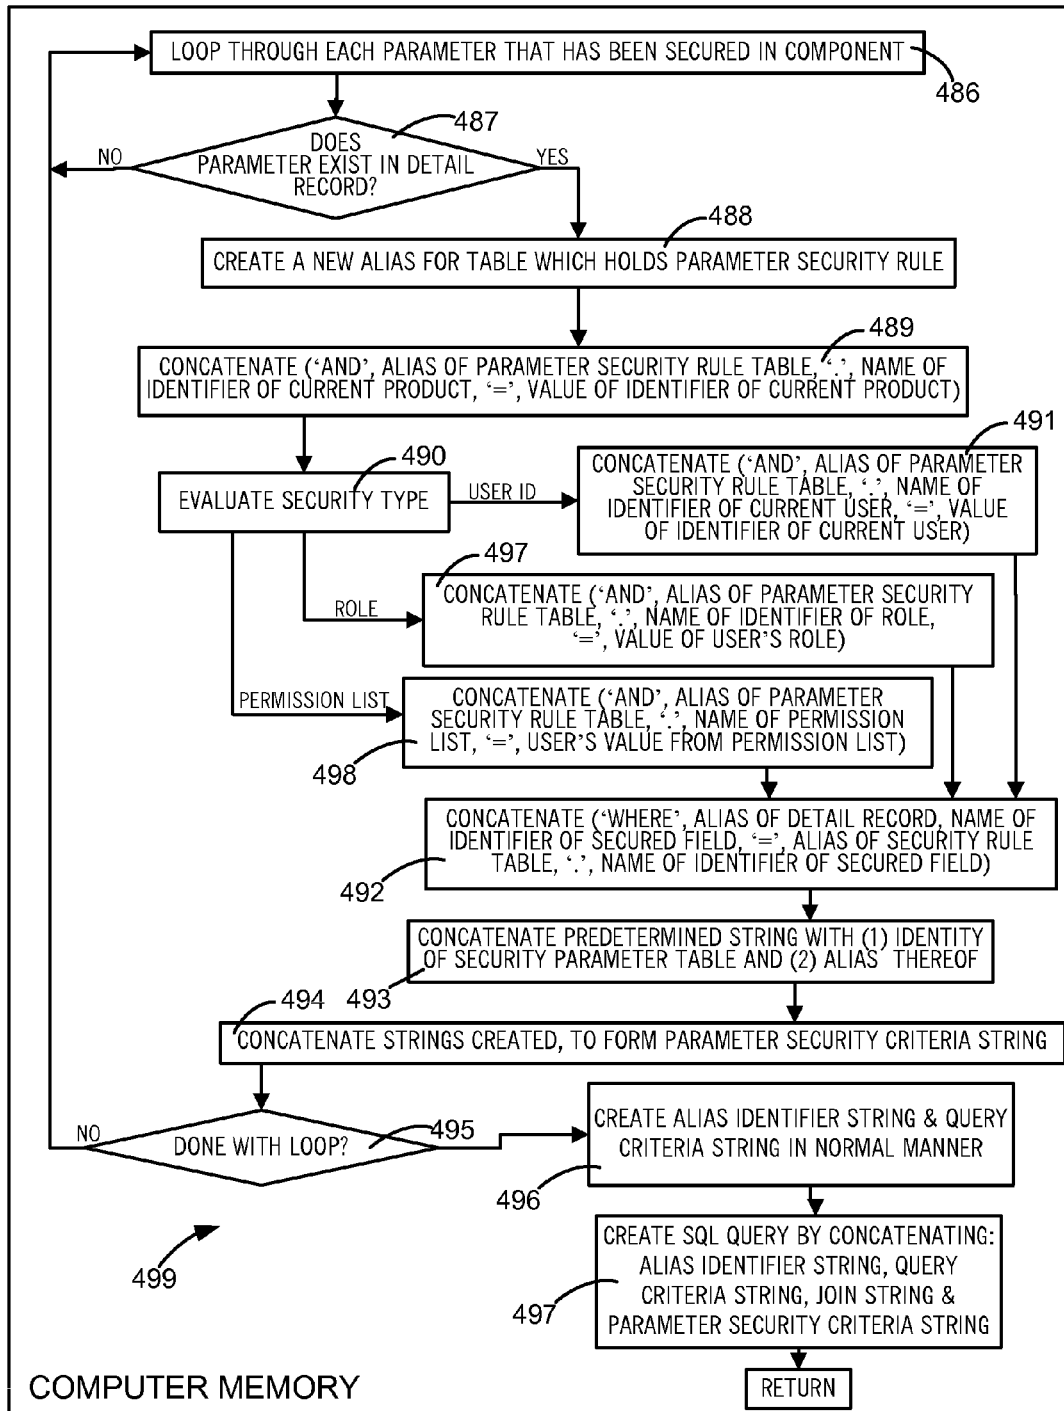 LOOP THROUGH EACH PARAMETER THAT HAS BEEN SECURED IN COMPONENT
486
487
DOES
PARAMETER EXIST IN DETAIL
RECORD?
NO
YES
488
CREATE A NEW ALIAS FOR TABLE WHICH HOLDS PARAMETER SECURITY RULE
489
CONCATENATE (‘AND’, ALIAS OF PARAMETER SECURITY RULE TABLE, ‘.’, NAME OF
IDENTIFIER OF CURRENT PRODUCT, ‘=’, VALUE OF IDENTIFIER OF CURRENT PRODUCT)
490
EVALUATE SECURITY TYPE
USER ID
491
CONCATENATE (‘AND’, ALIAS OF PARAMETER
SECURITY RULE TABLE, ‘.’, NAME OF
IDENTIFIER OF CURRENT USER, ‘=’, VALUE
OF IDENTIFIER OF CURRENT USER)
497
ROLE
CONCATENATE (‘AND’, ALIAS OF PARAMETER SECURITY
RULE TABLE, ‘.’, NAME OF IDENTIFIER OF ROLE,
‘=’, VALUE OF USER’S ROLE)
PERMISSION LIST
CONCATENATE (‘AND’, ALIAS OF PARAMETER
SECURITY RULE TABLE, ‘.’, NAME OF PERMISSION
LIST, ‘=’, USER’S VALUE FROM PERMISSION LIST)
498
CONCATENATE (‘WHERE’, ALIAS OF DETAIL RECORD, NAME OF
IDENTIFIER OF SECURED FIELD, ‘=’, ALIAS OF SECURITY RULE
TABLE, ‘.’, NAME OF IDENTIFIER OF SECURED FIELD)
492
CONCATENATE PREDETERMINED STRING WITH (1) IDENTITY
OF SECURITY PARAMETER TABLE AND (2) ALIAS THEREOF
493
494
CONCATENATE STRINGS CREATED, TO FORM PARAMETER SECURITY CRITERIA STRING
NO
DONE WITH LOOP?
495
CREATE ALIAS IDENTIFIER STRING & QUERY
CRITERIA STRING IN NORMAL MANNER
496
CREATE SQL QUERY BY CONCATENATING:
ALIAS IDENTIFIER STRING, QUERY
CRITERIA STRING, JOIN STRING &
PARAMETER SECURITY CRITERIA STRING
497
499
RETURN
COMPUTER MEMORY